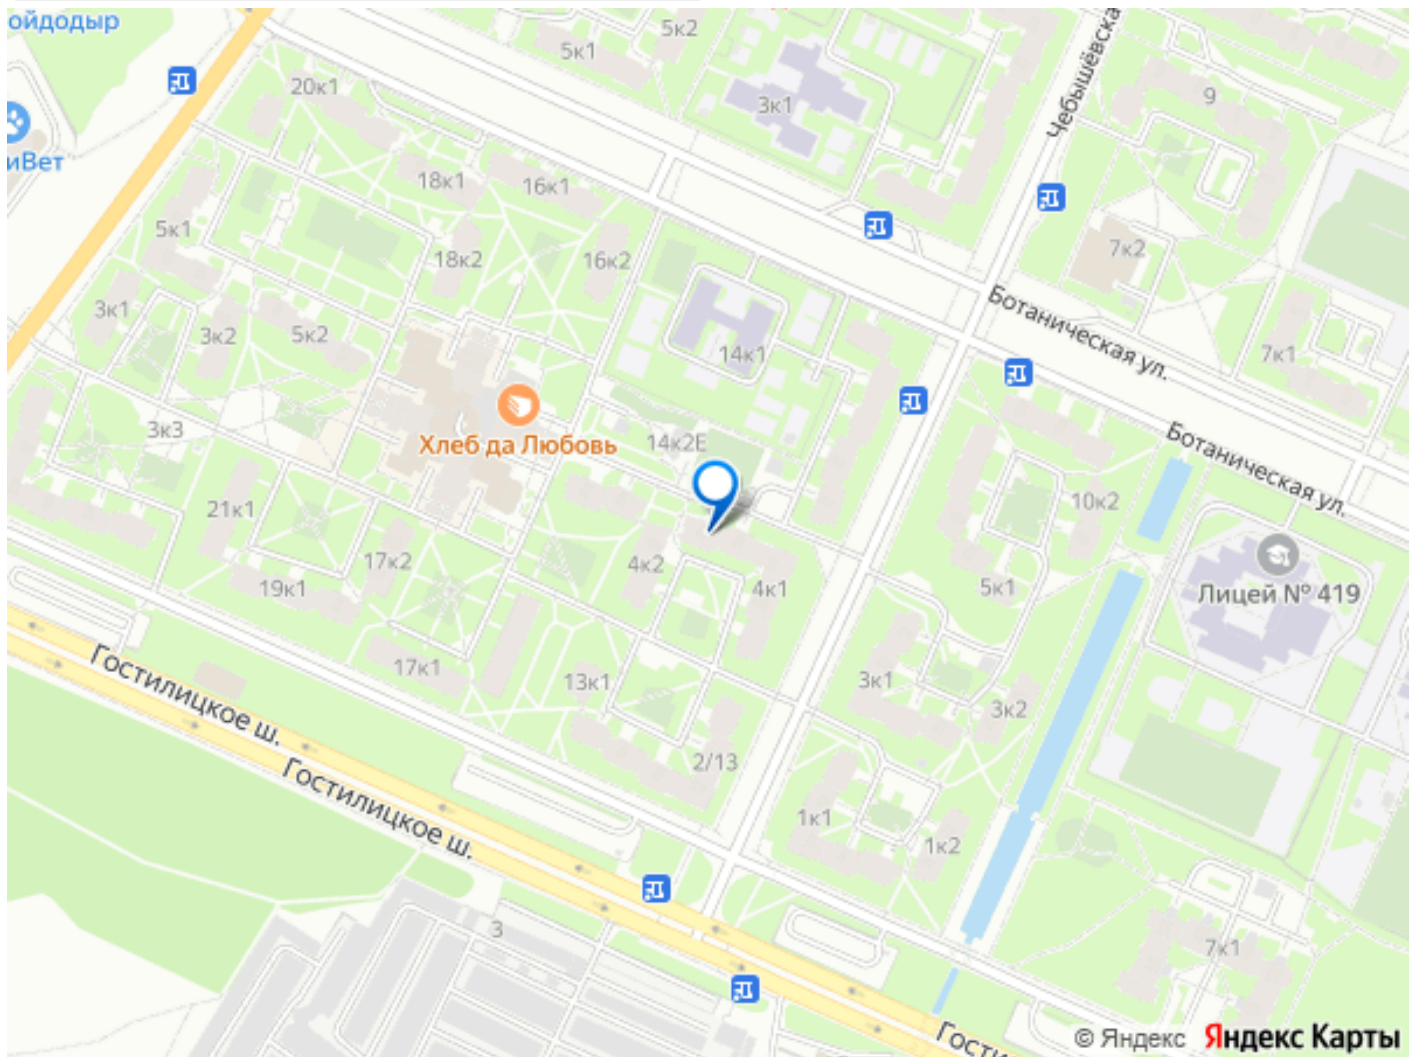 ойдодыр
5к2
5к1
20к1
3к1
9
Чебышёвска
иВет
18к1
16к1
5к1
18к2
16к2
7к2
3к1
3к2
5к2
14к1
Ботаническая ул.
7к1
3к3
Хлеб да Любовь
14к2Е
Ботаническая ул.
10к2
21к1
17к2
19к1
4к2
4к1
5к1
Лицей № 419
17к1
13к1
3к1
3к2
Гостилицкое ш.
2/13
Гостилицкое ш.
1к1
1к2
3
7к1
Гости
© Яндекс Яндекс Карты